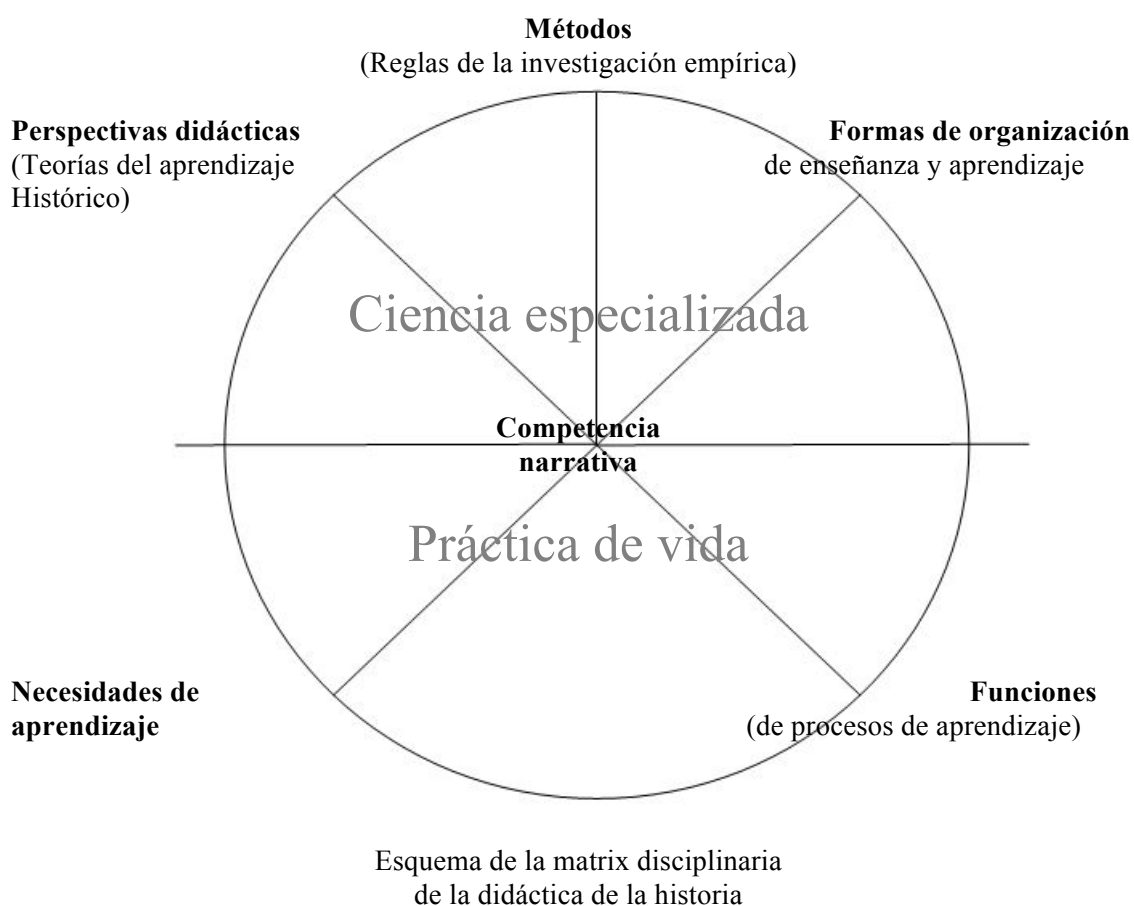 Métodos
(Reglas de la investigación empírica)
Perspectivas didácticas
(Teorías del aprendizaje
Histórico)
Formas de organización
de enseñanza y aprendizaje
Ciencia especializada
Competencia
narrativa
Práctica de vida
Necesidades de
aprendizaje
Funciones
(de procesos de aprendizaje)
Esquema de la matrix disciplinaria
de la didáctica de la historia